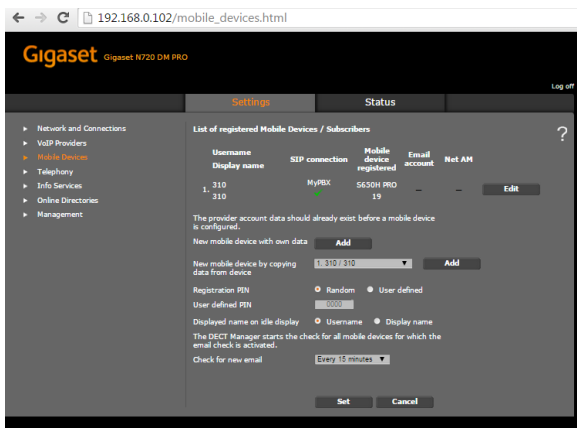 192.168.0.102/mobile_devices.html
Gigaset Gigaset N720 DM PRO
Log off
Settings Status
Network and Connections
VoIP Providers
Mobile Devices
Telephony
Info Services
Online Directories
Management
List of registered Mobile Devices / Subscribers
?
Username
Display name
SIP connection
Mobile
device
registered
Email
account
Net AM
1. 310
310
MyPBX
S650H PRO
19
– –
Edit
The provider account data should already exist before a mobile device
is configured.
New mobile device with own data Add
New mobile device by copying
data from device
1. 310 / 310 Add
Registration PIN Random User defined
User defined PIN 0000
Displayed name on idle display Username Display name
The DECT Manager starts the check for all mobile devices for which the
email check is activated.
Check for new email Every 15 minutes
Set Cancel